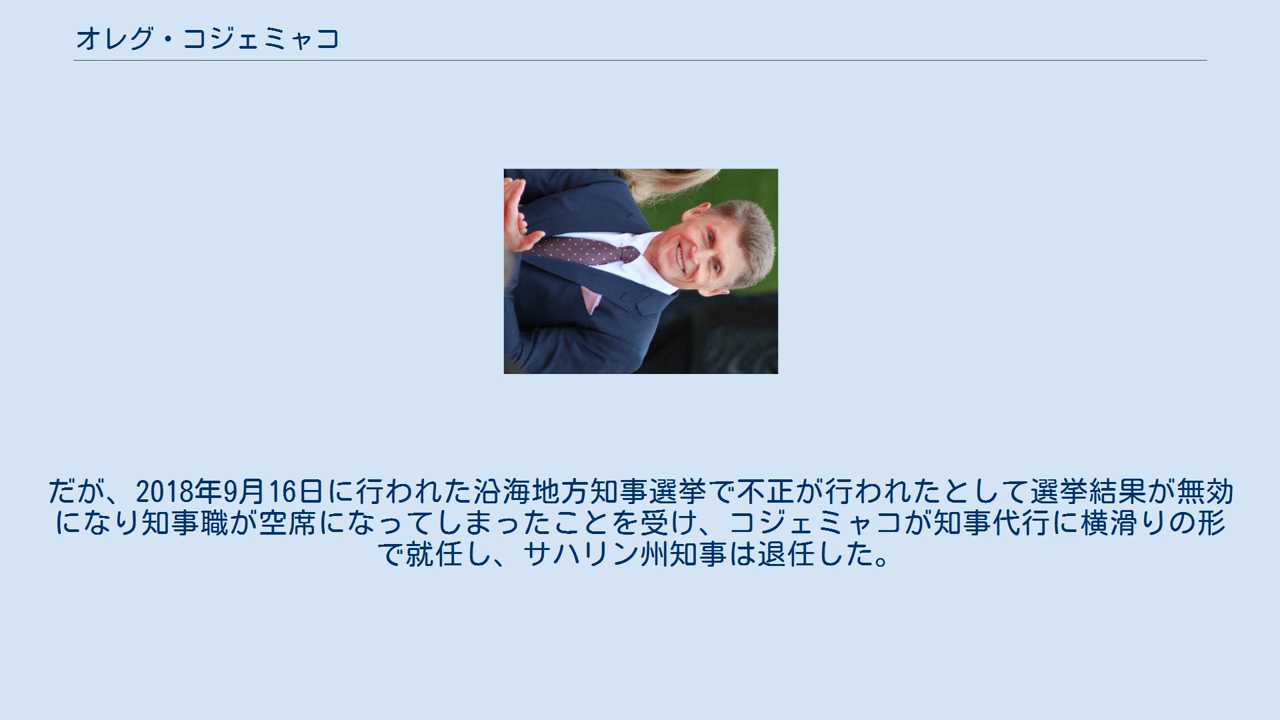 オレグ・コジェミャコ
だが、2018年9月16日に行われた沿海地方知事選挙で不正が行われたとして選挙結果が無効
になり知事職が空席になってしまったことを受け、コジェミャコが知事代行に横滑りの形
で就任し、サハリン州知事は退任した。